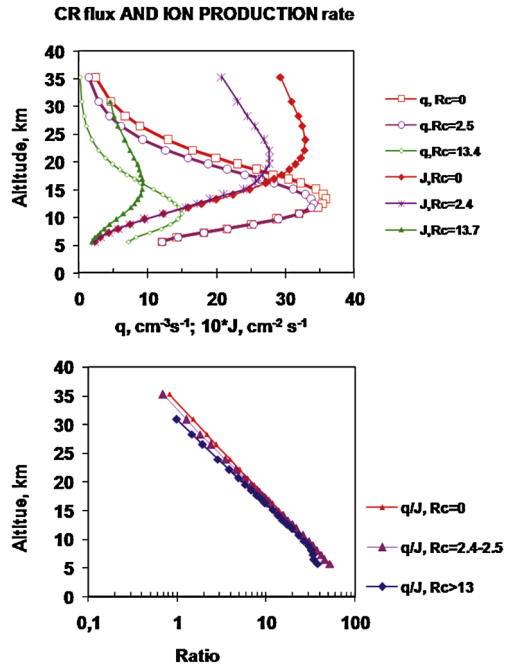 CR flux AND ION PRODUCTION rate
40
35
30
25
20
15
10
5
0
Altitude, km
0 10 20 30 40
q, cm-3s-1; 10*J, cm-2 s-1
q, Rc=0
q.Rc=2.5
q,Rc=13.4
J,Rc=0
J,Rc=2.4
J,Rc=13.7
40
35
30
25
20
15
10
5
0
Altitue, km
0,1 1 10 100
Ratio
q/J, Rc=0
q/J, Rc=2.4-2.5
q/J, Rc>13